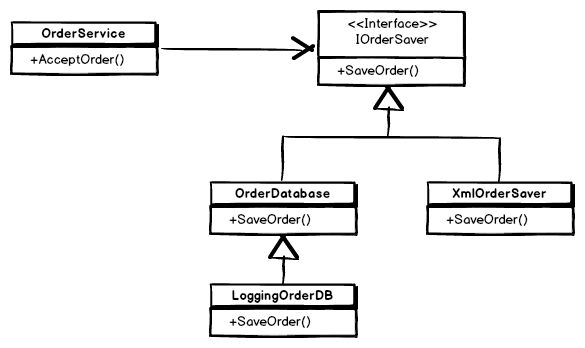 OrderService
+AcceptOrder()
<<Interface>>
IOrderSaver
+SaveOrder()
OrderDatabase
+SaveOrder()
XmlOrderSaver
+SaveOrder()
LoggingOrderDB
+SaveOrder()